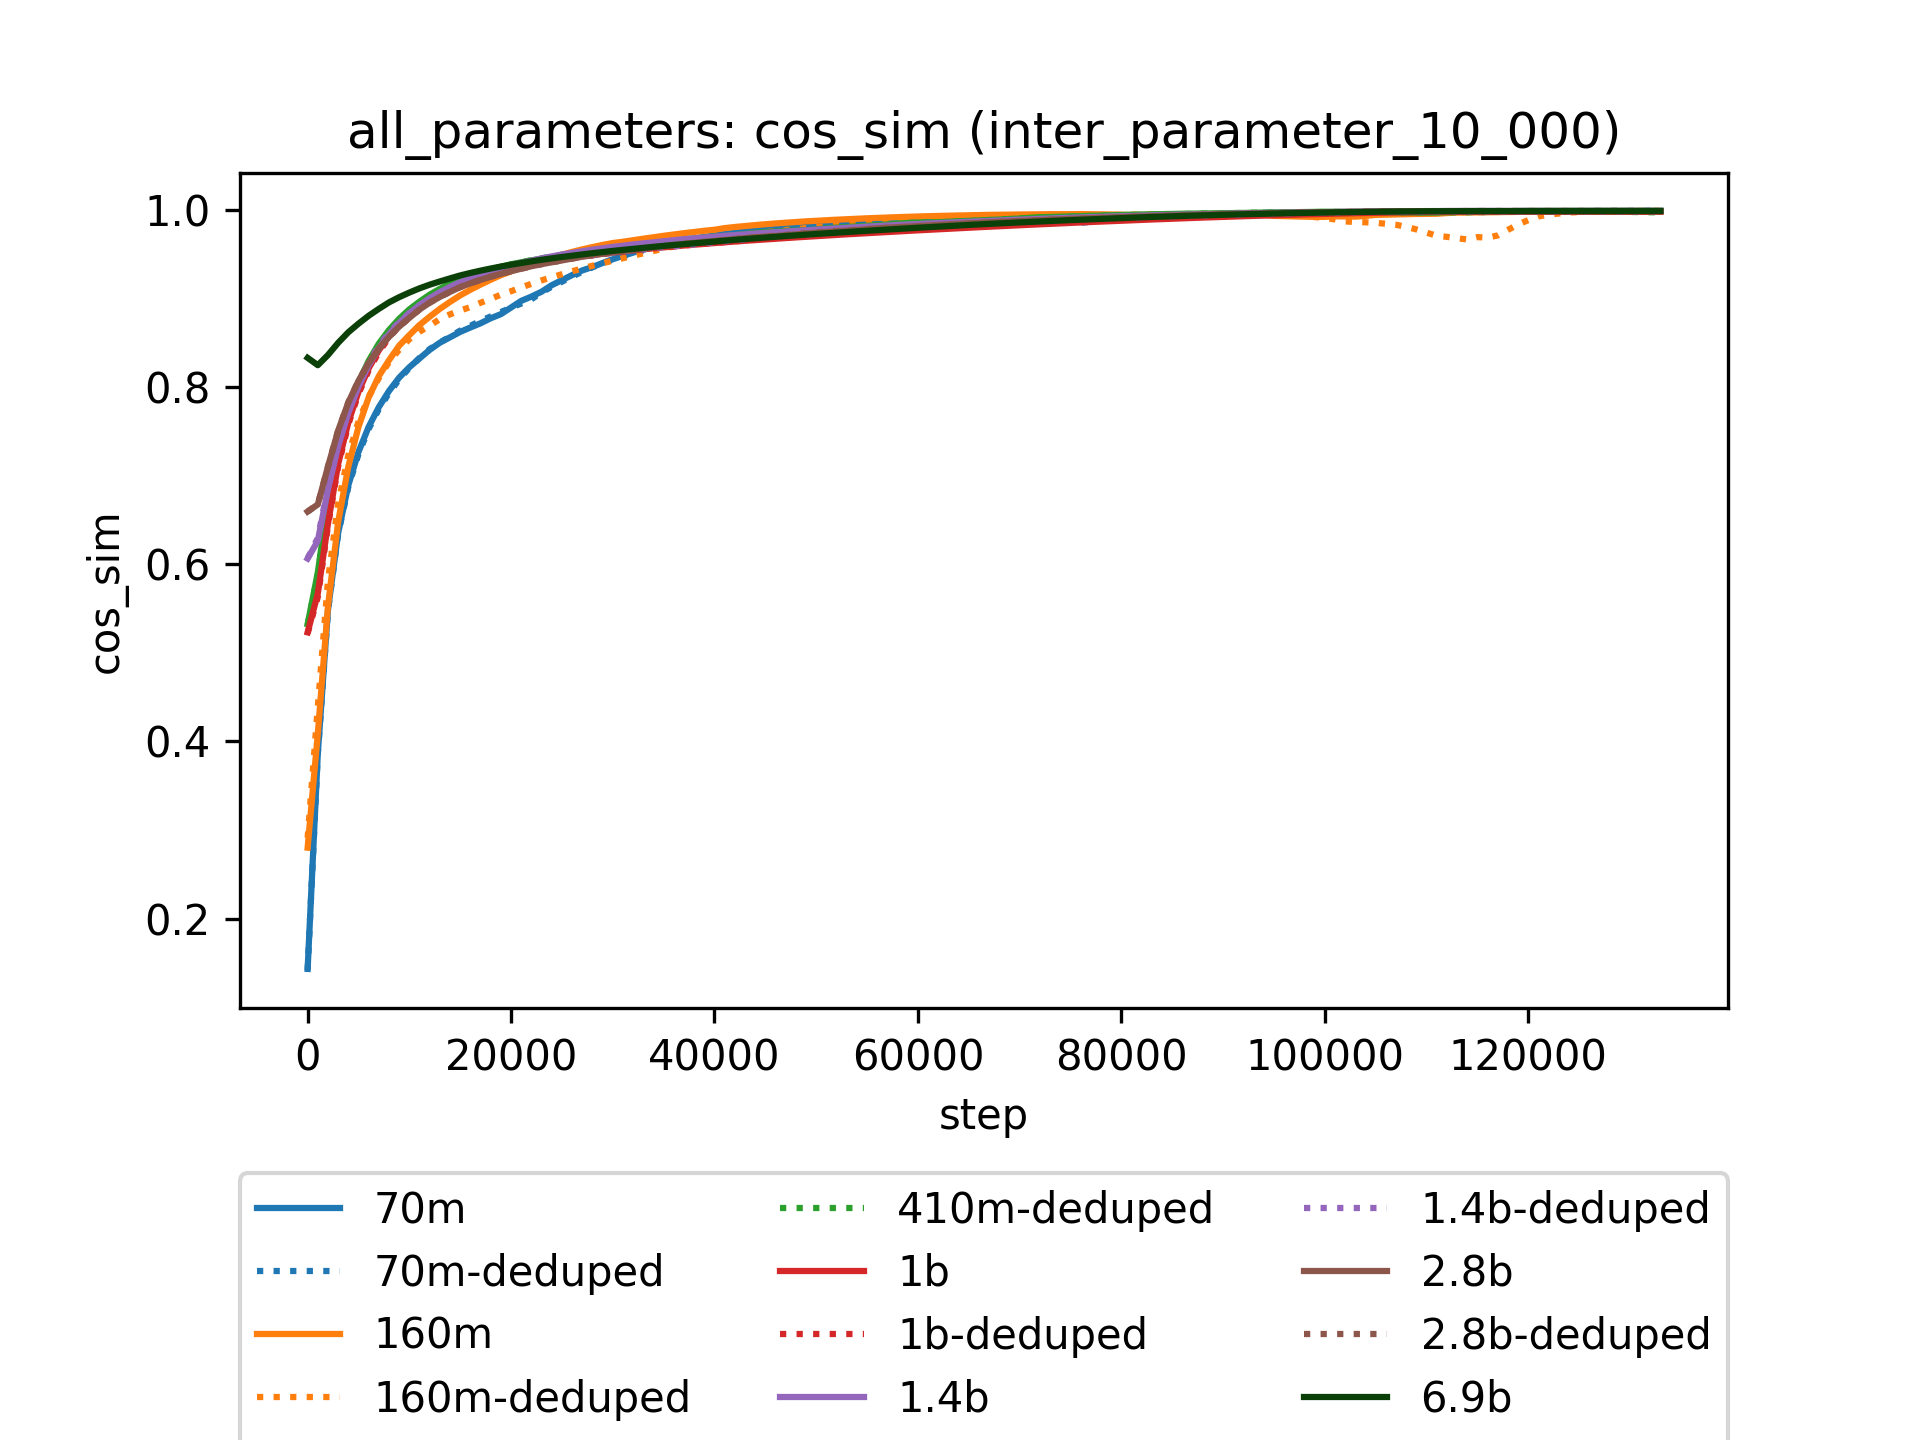 all_parameters: cos_sim (inter_parameter_10_000)
1.0
0.8
0.6
0.4
0.2
cos_sim
0 20000 40000 60000 80000 100000 120000
step
70m 410m-deduped 1.4b-deduped
70m-deduped 1b 2.8b
160m 1b-deduped 2.8b-deduped
160m-deduped 1.4b 6.9b